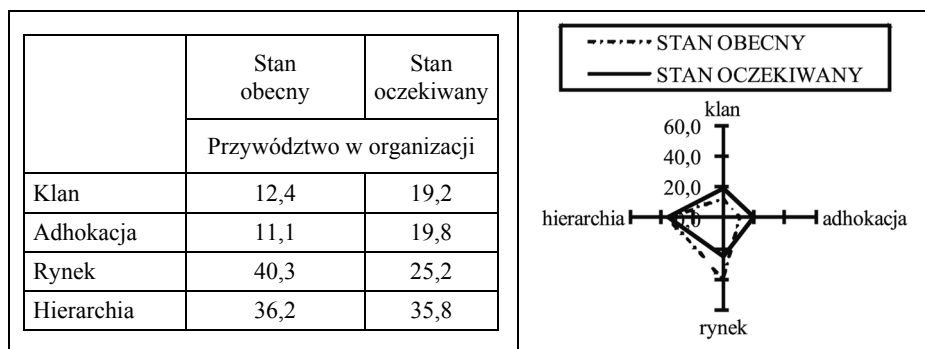 Stan obecny
Stan oczekiwany
Przywództwo w organizacji
Klan 12,4 19,2
Adhokacja 11,1 19,8
Rynek 40,3 25,2
Hierarchia 36,2 35,8
STAN OBECNY
STAN OCZEKIWANY
klan
60,0
40,0
20,0
hierarchia
adhokacja
rynek